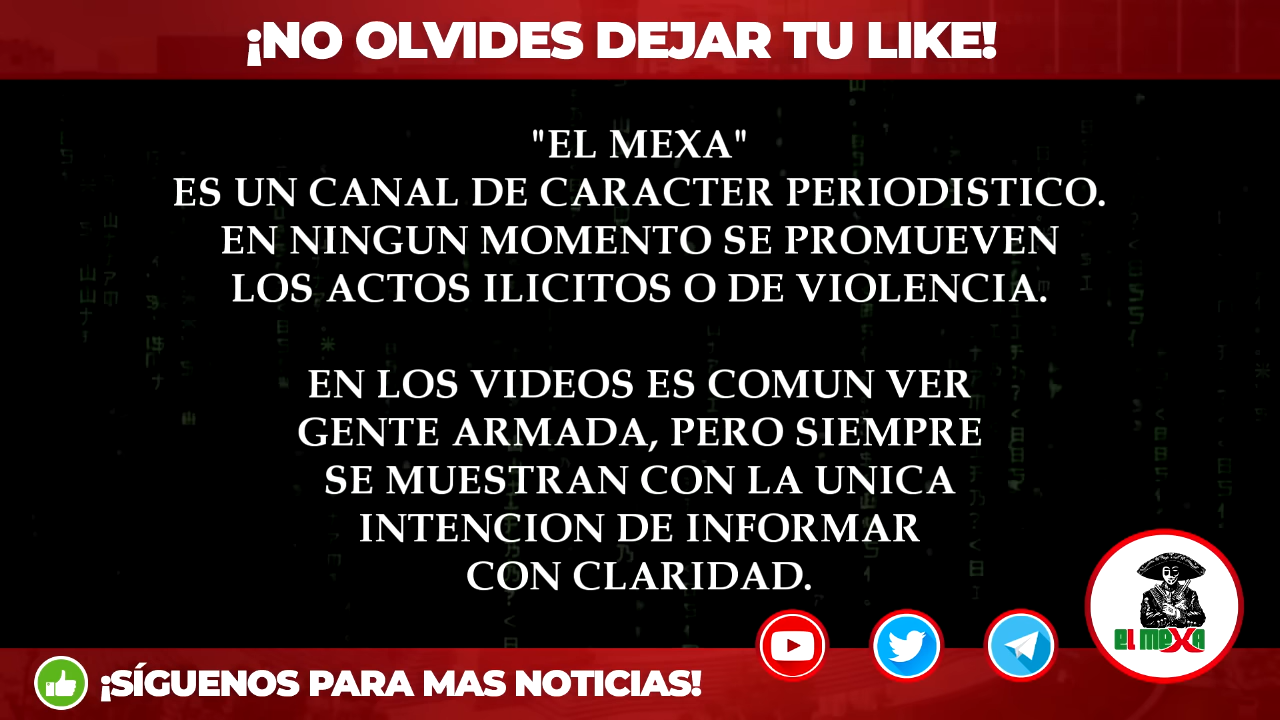 ¡NO OLVIDES DEJAR TU LIKE!
"EL MEXA"
ES UN CANAL DE CARACTER PERIODISTICO.
EN NINGUN MOMENTO SE PROMUEVEN
LOS ACTOS ILICITOS O DE VIOLENCIA.
EN LOS VIDEOS ES COMUN VER
GENTE ARMADA, PERO SIEMPRE
SE MUESTRAN CON LA UNICA
INTENCION DE INFORMAR
CON CLARIDAD.
EL MEXA
¡SÍGUENOS PARA MAS NOTICIAS!